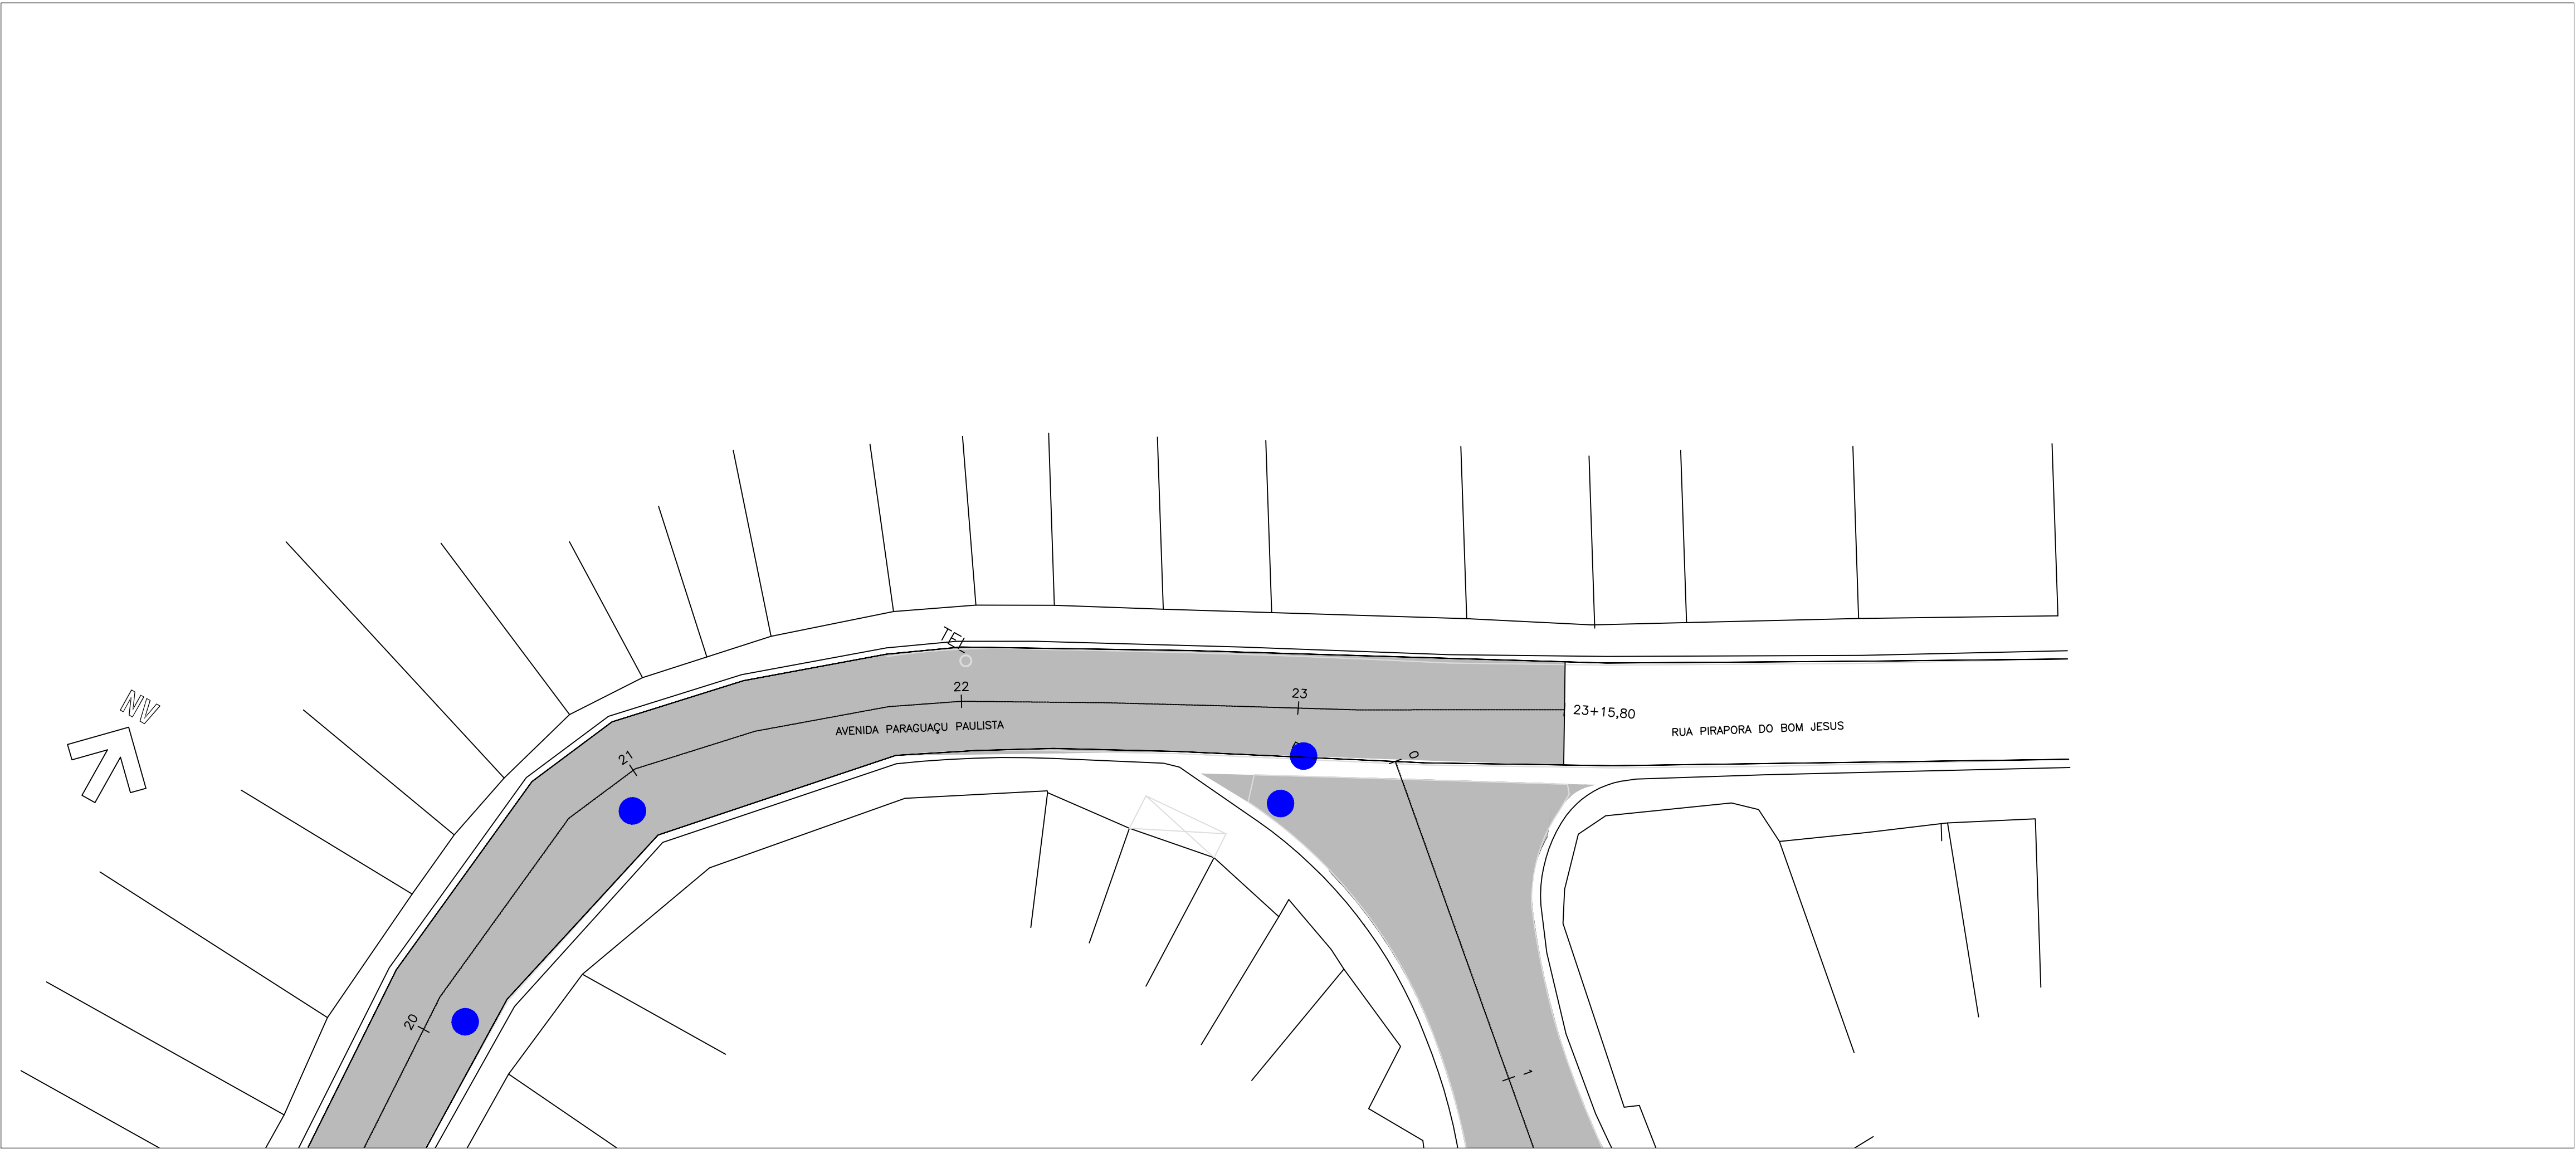 NV
TEL
22
23
23+15,80
AVENIDA PARAGUAÇU PAULISTA
RUA PIRAPORA DO BOM JESUS
21
0
20
1